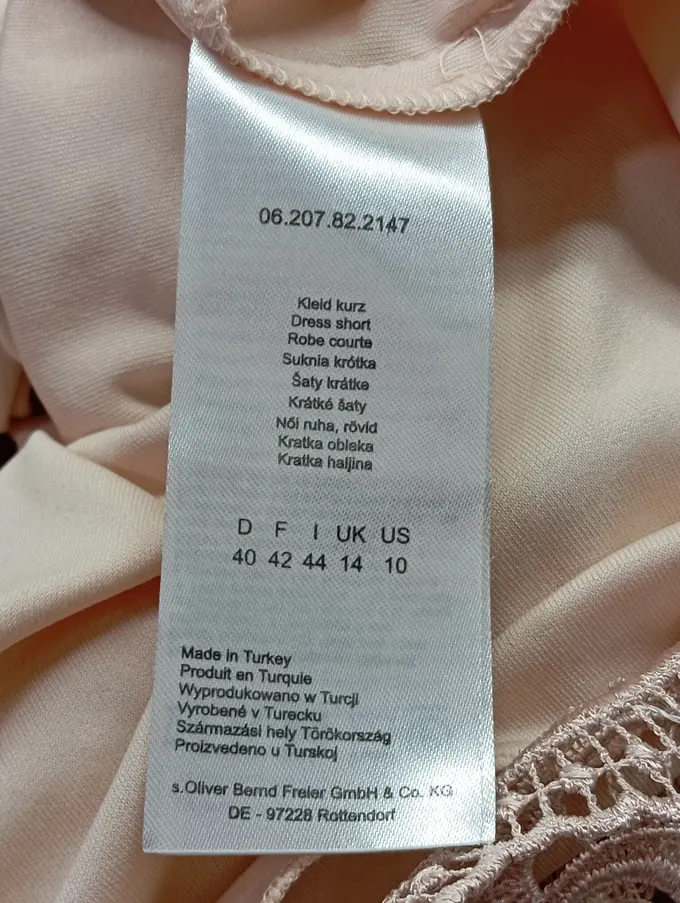 06.207.82.2147
Kleid kurz
Dress short
Robe courte
Suknia krótka
Šaty krátke
Krátké šaty
Női ruha, rövid
Kratka obleka
Kratka haljina
D F I UK US
40 42 44 14 10
Made in Turkey
Produit en Turquie
Wyprodukowano w Turcji
Vyrobené v Turecku
Származási hely Törökország
Proizvedeno u Turskoj
s.Oliver Bernd Freier GmbH & Co. KG
DE - 97228 Rottendorf